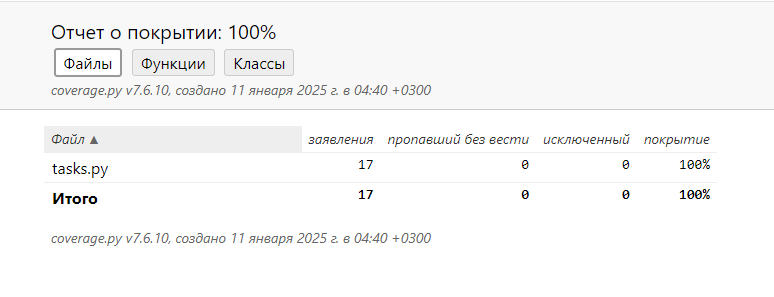 Отчет о покрытии: 100%
Файлы Функции Классы
coverage.py v7.6.10, создано 11 января 2025 г. в 04:40 +0300
Файл ▲ заявления пропавший без вести исключенный покрытие
tasks.py 17 0 0 100%
Итого 17 0 0 100%
coverage.py v7.6.10, создано 11 января 2025 г. в 04:40 +0300